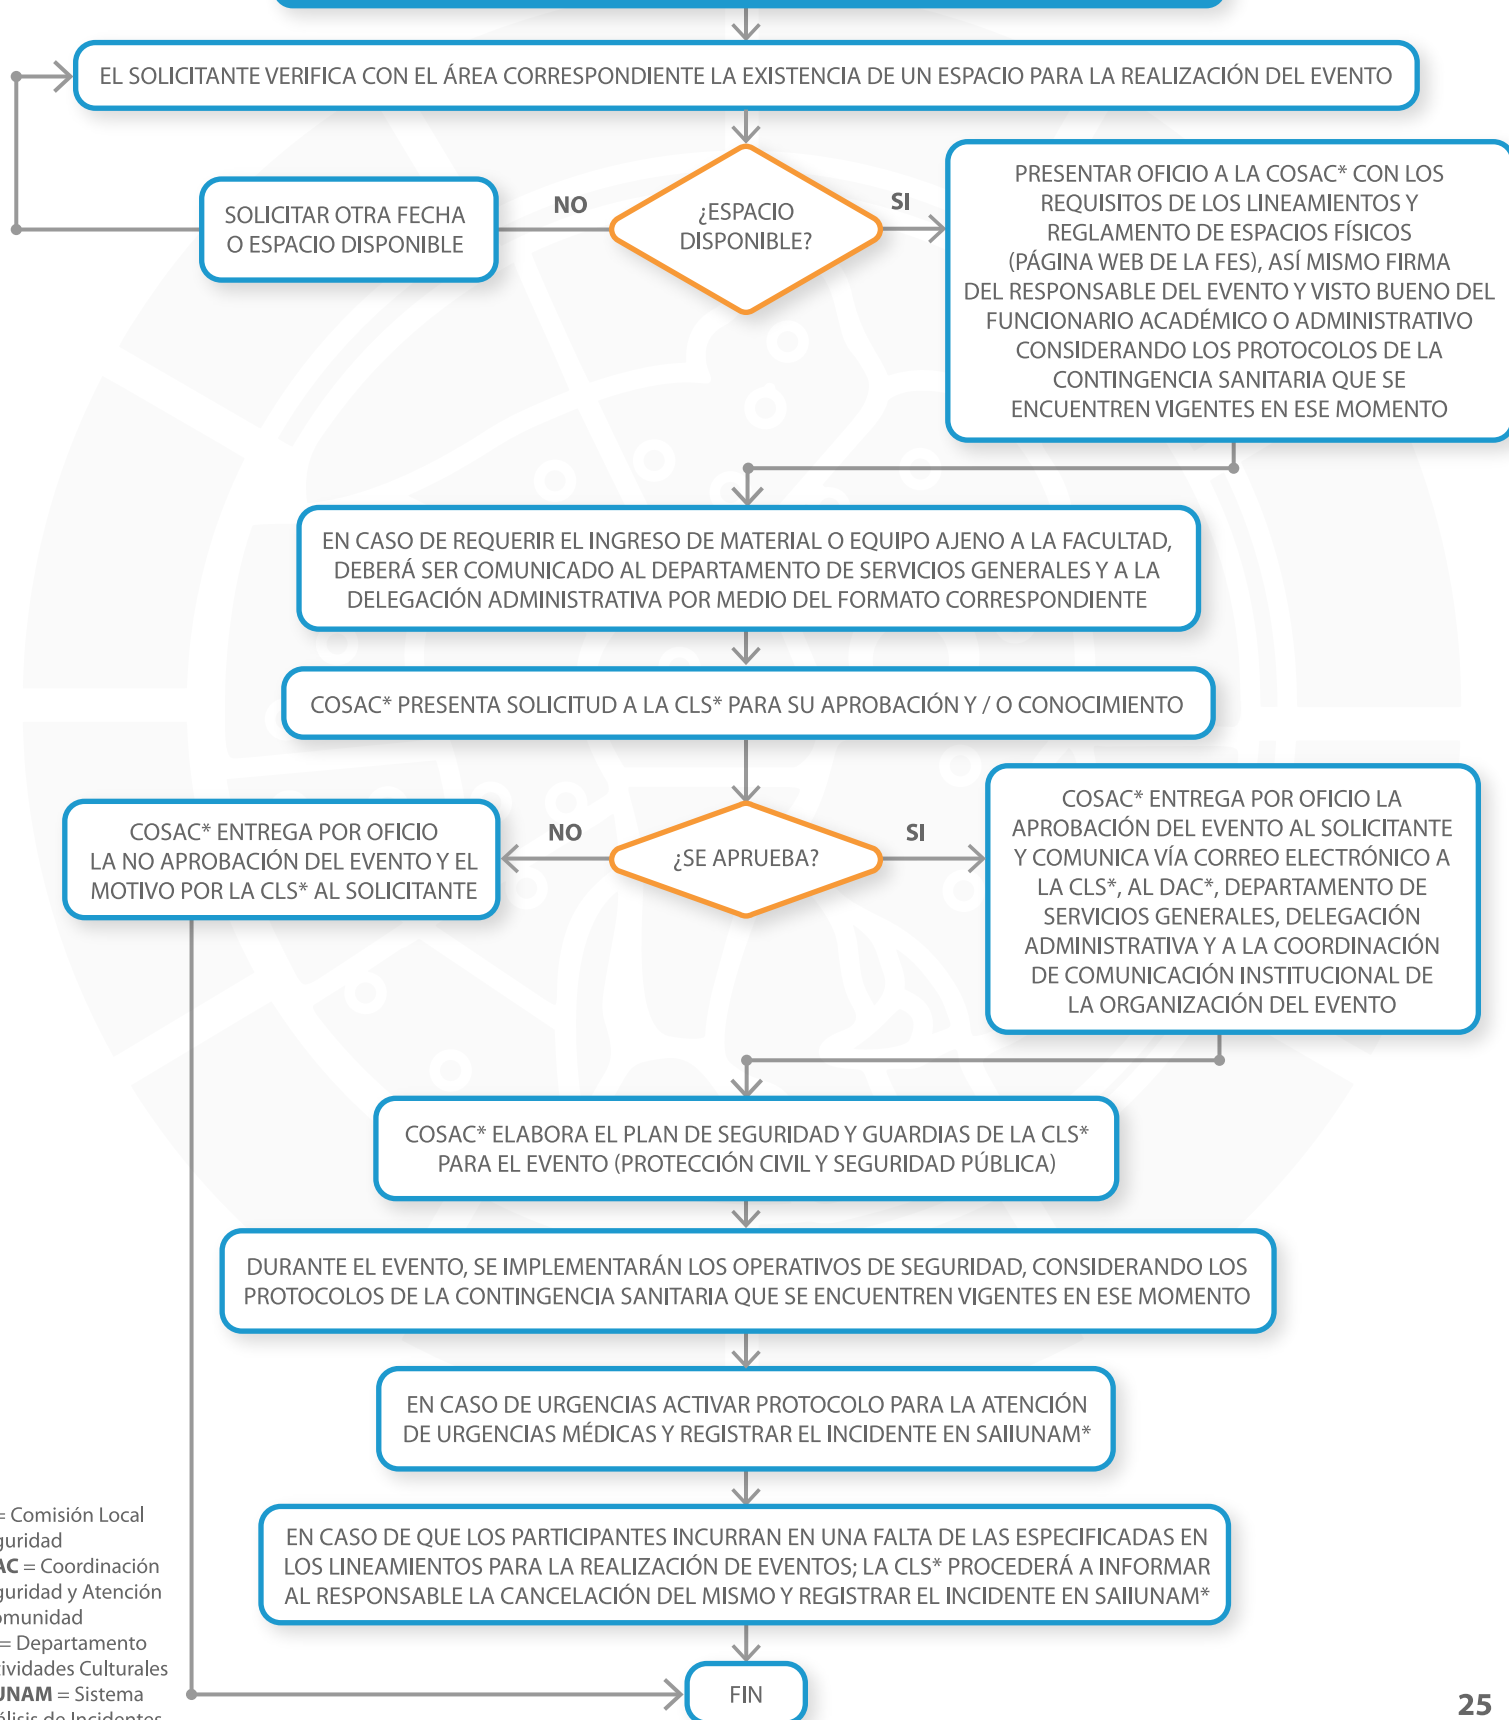 EL SOLICITANTE VERIFICA CON EL ÁREA CORRESPONDIENTE LA EXISTENCIA DE UN ESPACIO PARA LA REALIZACIÓN DEL EVENTO
SOLICITAR OTRA FECHA
O ESPACIO DISPONIBLE
NO
¿ESPACIO
DISPONIBLE?
SI
PRESENTAR OFICIO A LA COSAC* CON LOS
REQUISITOS DE LOS LINEAMIENTOS Y
REGLAMENTO DE ESPACIOS FÍSICOS
(PÁGINA WEB DE LA FES), ASÍ MISMO FIRMA
DEL RESPONSABLE DEL EVENTO Y VISTO BUENO DEL
FUNCIONARIO ACADÉMICO O ADMINISTRATIVO
CONSIDERANDO LOS PROTOCOLOS DE LA
CONTINGENCIA SANITARIA QUE SE
ENCUENTREN VIGENTES EN ESE MOMENTO
EN CASO DE REQUERIR EL INGRESO DE MATERIAL O EQUIPO AJENO A LA FACULTAD,
DEBERÁ SER COMUNICADO AL DEPARTAMENTO DE SERVICIOS GENERALES Y A LA
DELEGACIÓN ADMINISTRATIVA POR MEDIO DEL FORMATO CORRESPONDIENTE
COSAC* PRESENTA SOLICITUD A LA CLS* PARA SU APROBACIÓN Y / O CONOCIMIENTO
COSAC* ENTREGA POR OFICIO
LA NO APROBACIÓN DEL EVENTO Y EL
MOTIVO POR LA CLS* AL SOLICITANTE
NO
¿SE APRUEBA?
SI
COSAC* ENTREGA POR OFICIO LA
APROBACIÓN DEL EVENTO AL SOLICITANTE
Y COMUNICA VÍA CORREO ELECTRÓNICO A
LA CLS*, AL DAC*, DEPARTAMENTO DE
SERVICIOS GENERALES, DELEGACIÓN
ADMINISTRATIVA Y A LA COORDINACIÓN
DE COMUNICACIÓN INSTITUCIONAL DE
LA ORGANIZACIÓN DEL EVENTO
COSAC* ELABORA EL PLAN DE SEGURIDAD Y GUARDIAS DE LA CLS*
PARA EL EVENTO (PROTECCIÓN CIVIL Y SEGURIDAD PÚBLICA)
DURANTE EL EVENTO, SE IMPLEMENTARÁN LOS OPERATIVOS DE SEGURIDAD, CONSIDERANDO LOS
PROTOCOLOS DE LA CONTINGENCIA SANITARIA QUE SE ENCUENTREN VIGENTES EN ESE MOMENTO
EN CASO DE URGENCIAS ACTIVAR PROTOCOLO PARA LA ATENCIÓN
DE URGENCIAS MÉDICAS Y REGISTRAR EL INCIDENTE EN SAIIUNAM*
EN CASO DE QUE LOS PARTICIPANTES INCURRAN EN UNA FALTA DE LAS ESPECIFICADAS EN
LOS LINEAMIENTOS PARA LA REALIZACIÓN DE EVENTOS; LA CLS* PROCEDERÁ A INFORMAR
AL RESPONSABLE LA CANCELACIÓN DEL MISMO Y REGISTRAR EL INCIDENTE EN SAIIUNAM*
FIN
= Comisión Local
guridad
AC = Coordinación
guridad y Atención
omunidad
= Departamento
tividades Culturales
UNAM = Sistema
álisis de Incidentes
25